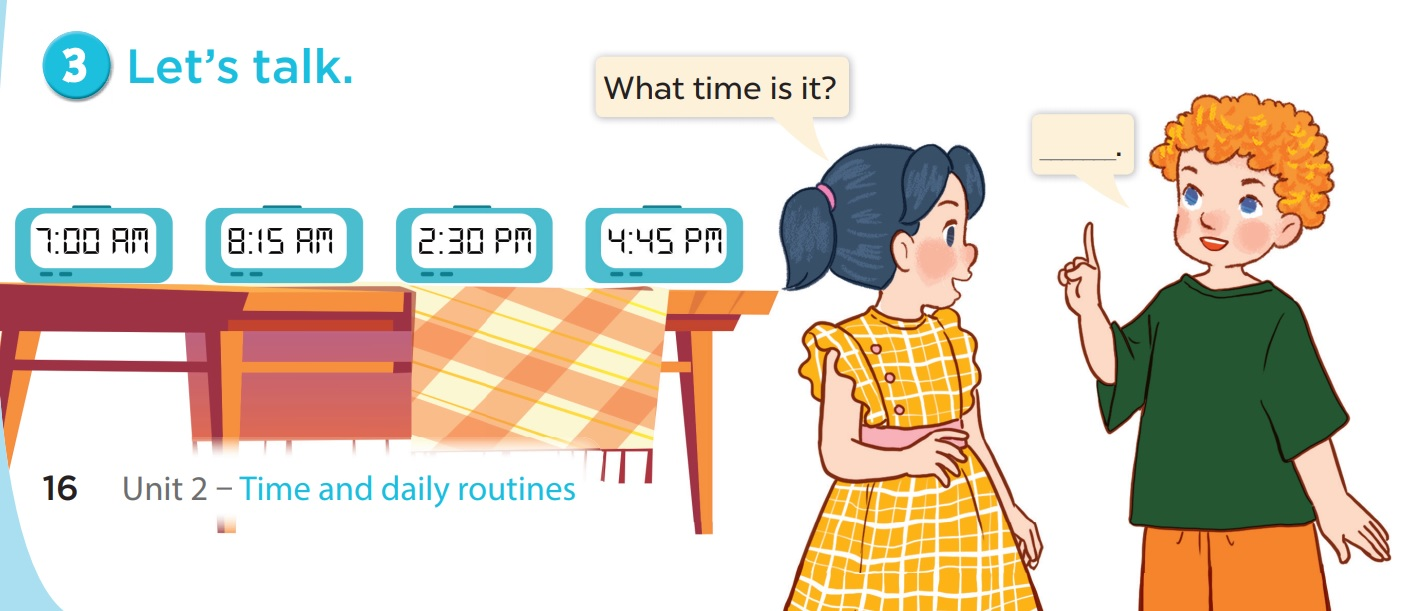 3 Let's talk.
What time is it?
_______.
7:00 AM
8:15 AM
2:30 PM
4:45 PM
16 Unit 2 – Time and daily routines